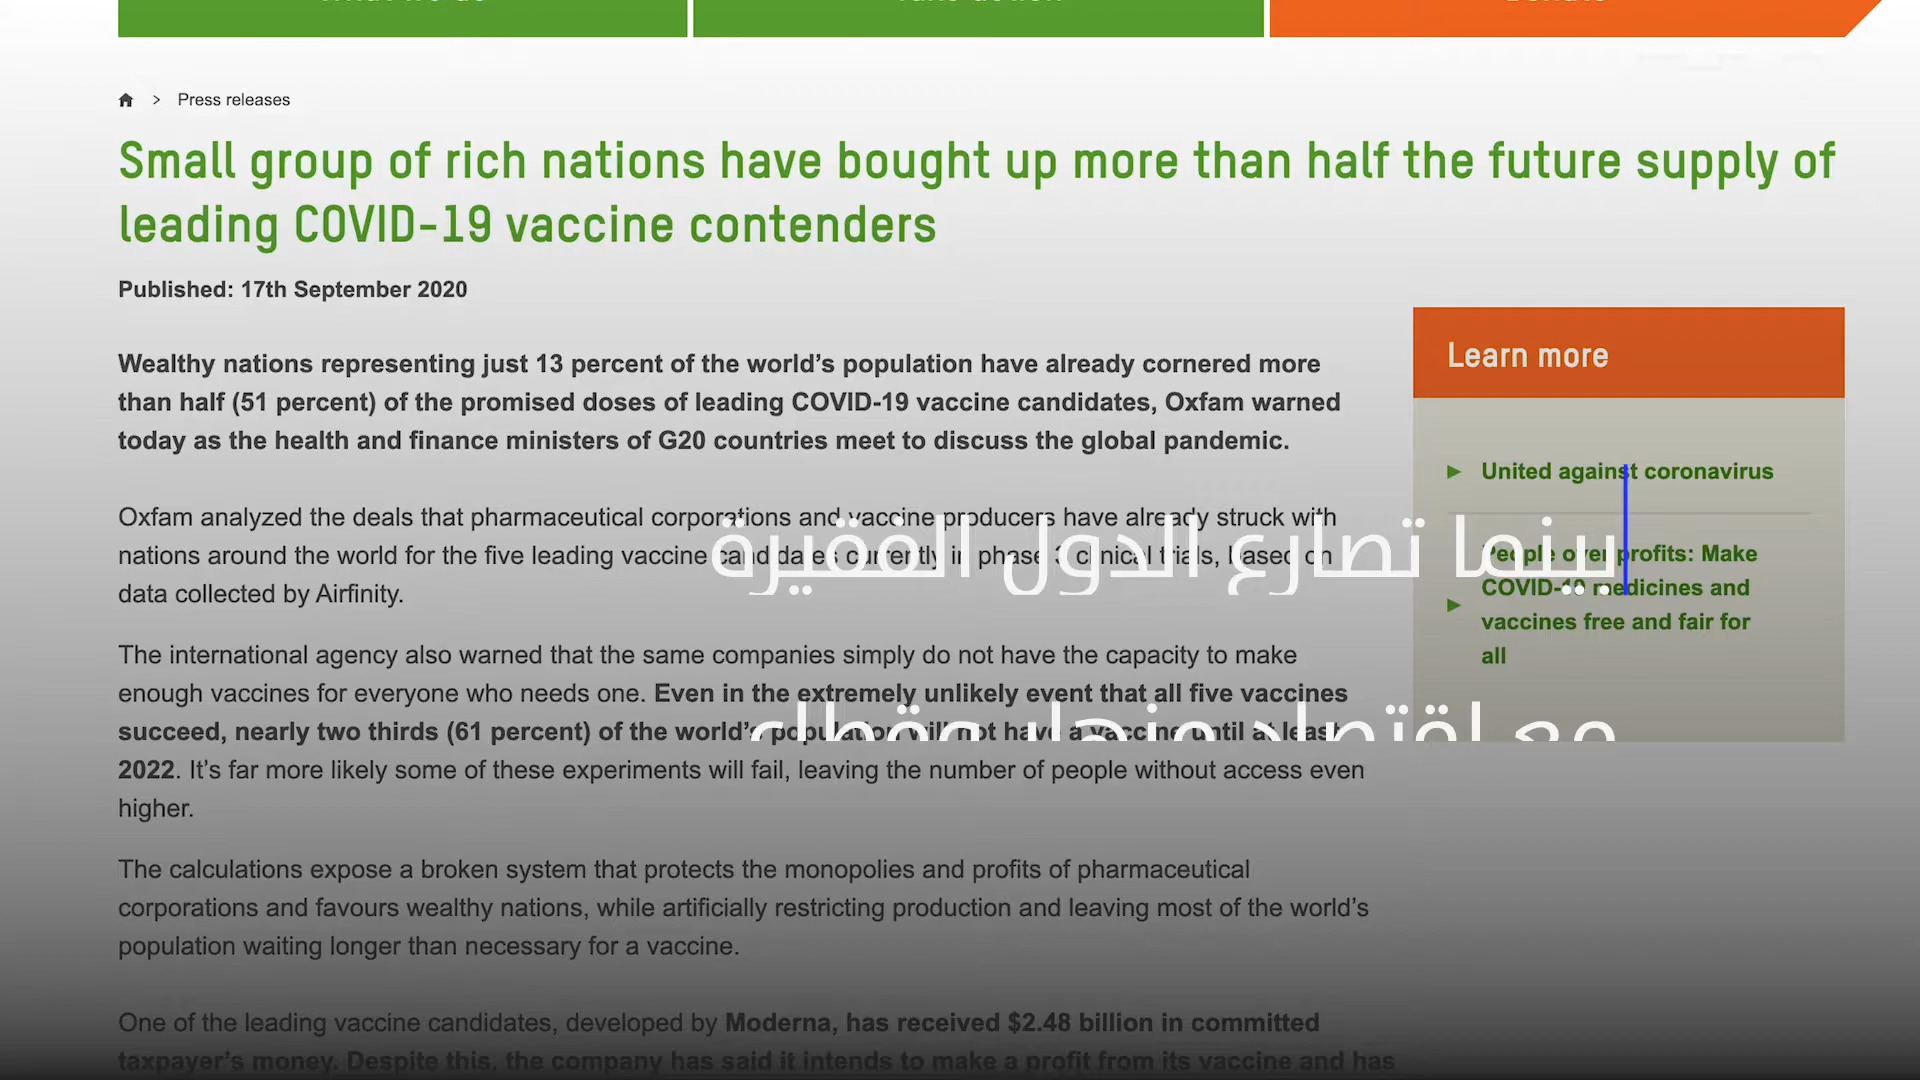 Press releases
Small group of rich nations have bought up more than half the future supply of
leading COVID-19 vaccine contenders
Published: 17th September 2020
Wealthy nations representing just 13 percent of the world’s population have already cornered more
than half (51 percent) of the promised doses of leading COVID-19 vaccine candidates, Oxfam warned
today as the health and finance ministers of G20 countries meet to discuss the global pandemic.
Oxfam analyzed the deals that pharmaceutical corporations and vaccine producers have already struck with
nations around the world for the five leading vaccine candidates currently in phase 3 clinical trials, based on
data collected by Airfinity.
The international agency also warned that the same companies simply do not have the capacity to make
enough vaccines for everyone who needs one. Even in the extremely unlikely event that all five vaccines
succeed, nearly two thirds (61 percent) of the world’s population will not have a vaccine until at least
2022. It’s far more likely some of these experiments will fail, leaving the number of people without access even
higher.
The calculations expose a broken system that protects the monopolies and profits of pharmaceutical
corporations and favours wealthy nations, while artificially restricting production and leaving most of the world’s
population waiting longer than necessary for a vaccine.
One of the leading vaccine candidates, developed by Moderna, has received $2.48 billion in committed
taxpayer’s money. Despite this, the company has said it intends to make a profit from its vaccine and has
Learn more
United against coronavirus
People over profits: Make
COVID-19 medicines and
vaccines free and fair for
all
بينما تصارع الدول الفقيرة